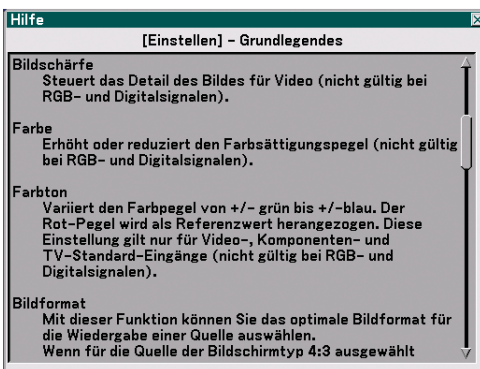 Hilfe
[Einstellen] – Grundlegendes
Bildschärfe
Steuert das Detail des Bildes für Video (nicht gültig bei
RGB– und Digitalsignalen).
Farbe
Erhöht oder reduziert den Farbsättigungspegel (nicht gültig
bei RGB– und Digitalsignalen).
Farbton
Variiert den Farbpegel von +/– grün bis +/–blau. Der
Rot–Pegel wird als Referenzwert herangezogen. Diese
Einstellung gilt nur für Video–, Komponenten– und
TV–Standard–Eingänge (nicht gültig bei RGB– und
Digitalsignalen).
Bildformat
Mit dieser Funktion können Sie das optimale Bildformat für
die Wiedergabe einer Quelle auswählen.
Wenn für die Quelle der Bildschirmtyp 4:3 ausgewählt